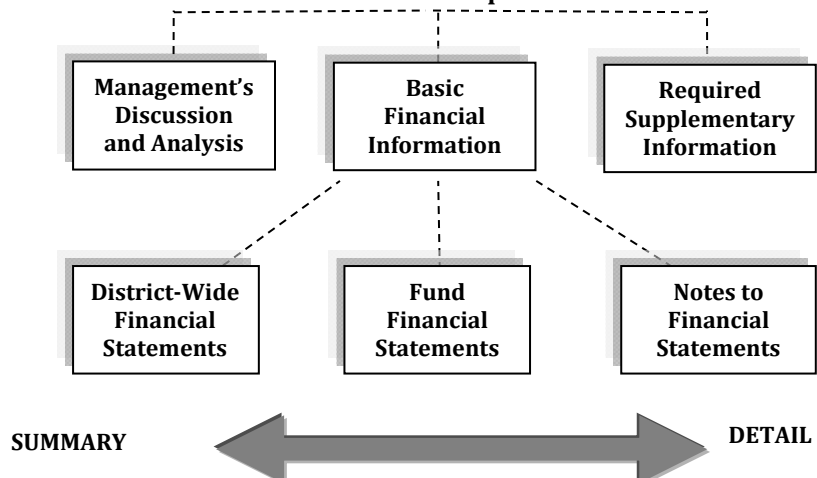 Management’s
Discussion
and Analysis
Basic
Financial
Information
Required
Supplementary
Information
District-Wide
Financial
Statements
Fund
Financial
Statements
Notes to
Financial
Statements
SUMMARY
DETAIL